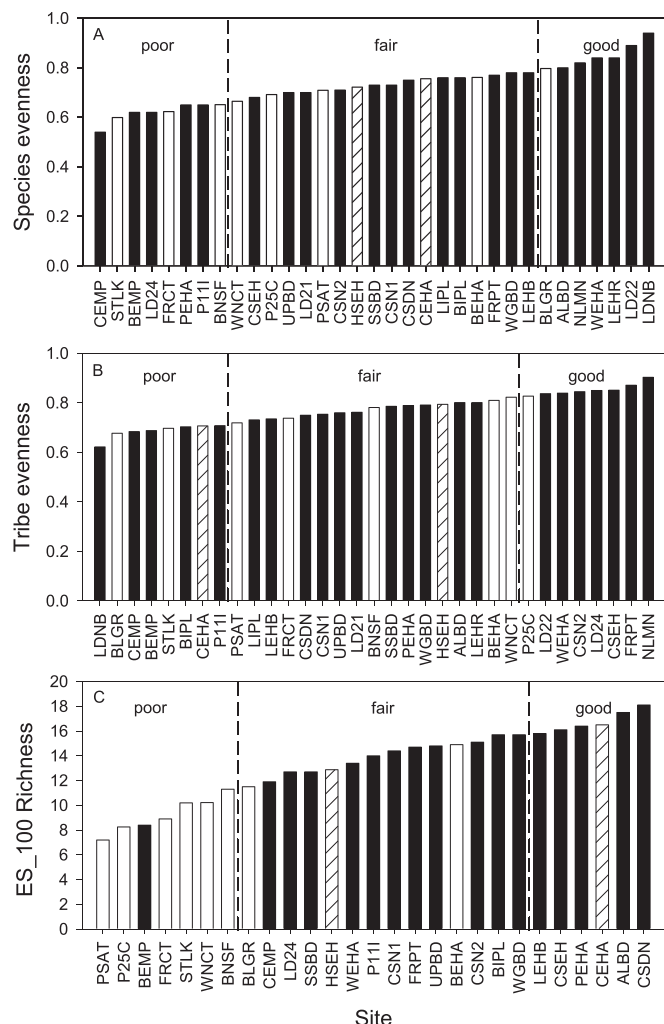 A
poor fair good
Species evenness
1.0
0.8
0.6
0.4
0.2
0.0
CEMP STLK BEMP LD24 FRCT PEHA P11I BNSF WNCT CSEH P25C UPBD LD21 PSAT CSN2 HSEH SSBD CSN1 CSDN CEHA LIPL BIPL BEHA FRPT WGBD LEHB BLGR ALBD NLMN WEHA LEHR LD22 LDNB
B
poor fair good
Tribe evenness
1.0
0.8
0.6
0.4
0.2
0.0
LDNB BLGR CEMP BEMP STLK BIPL CEHA P11I PSAT LIPL LEHB FRCT CSDN CSN1 UPBD LD21 BNSF SSBD PEHA WGBD HSEH ALBD LEHR BEHA WNCT P25C LD22 WEHA CSN2 LD24 CSEH FRPT NLMN
C
poor fair good
ES_100 Richness
20
18
16
14
12
10
8
6
4
2
0
PSAT P25C BEMP FRCT STLK WNCT BNSF BLGR CEMP LD24 SSBD HSEH WEHA P11I CSN1 FRPT UPBD BEHA CSN2 BIPL WGBD LEHB CSEH PEHA CEHA ALBD CSDN
Site